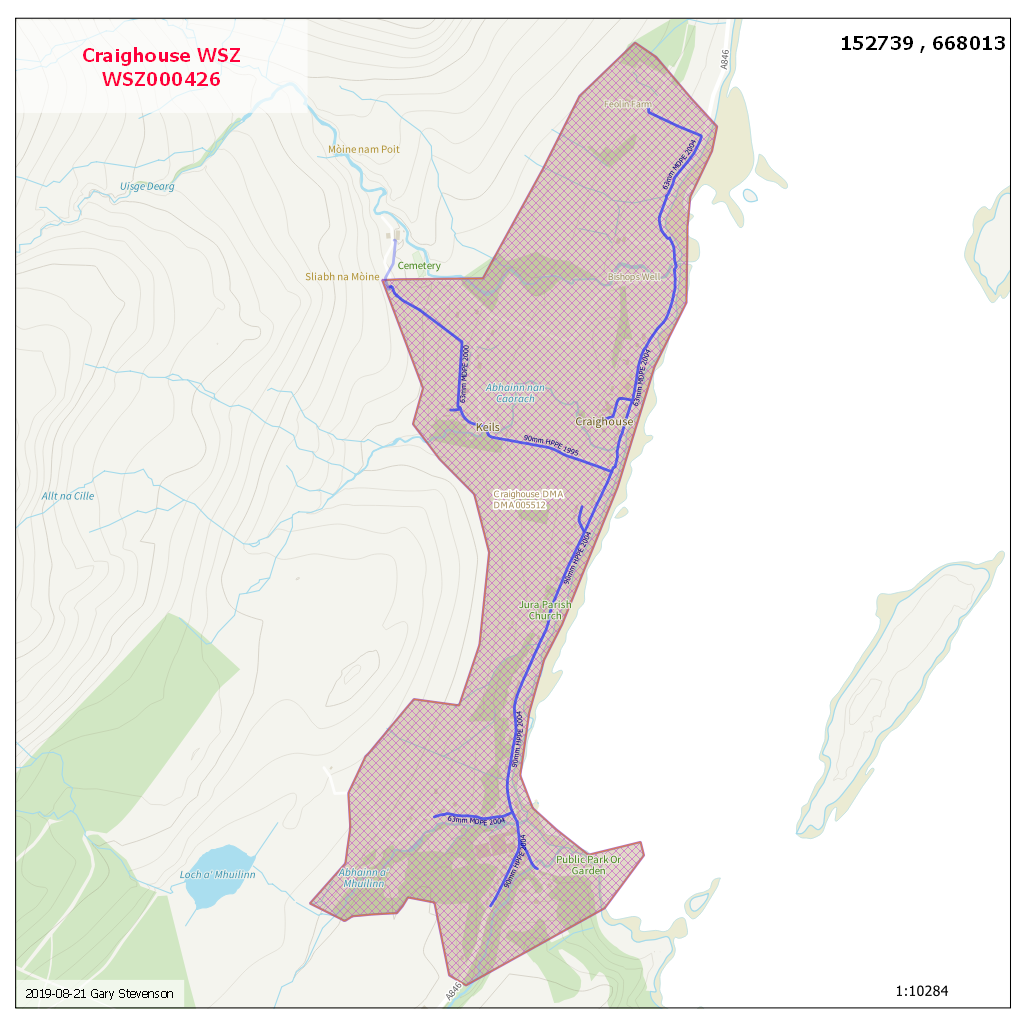 Craighouse WSZ
WSZ000426
152739 , 668013
A846
Feolin Farm
63mm MDPE 2004
Mòine nam Poit
Uisge Dearg
Cemetery
Sliabh na Mòine
Bishops Well
63mm MDPE 2000
63mm MDPE 2004
Abhainn nan
Caorach
Craighouse
Keils
90mm HPPE 1995
Allt na Cille
Craighouse DMA
DMA005512
90mm HPPE 2004
Jura Parish
Church
90mm HPPE 2004
63mm MDPE 2004
90mm HPPE 2004
Public Park Or
Garden
Loch a' Mhuilinn
Abhainn a'
Mhuilinn
A846
2019-08-21 Gary Stevenson
1:10284